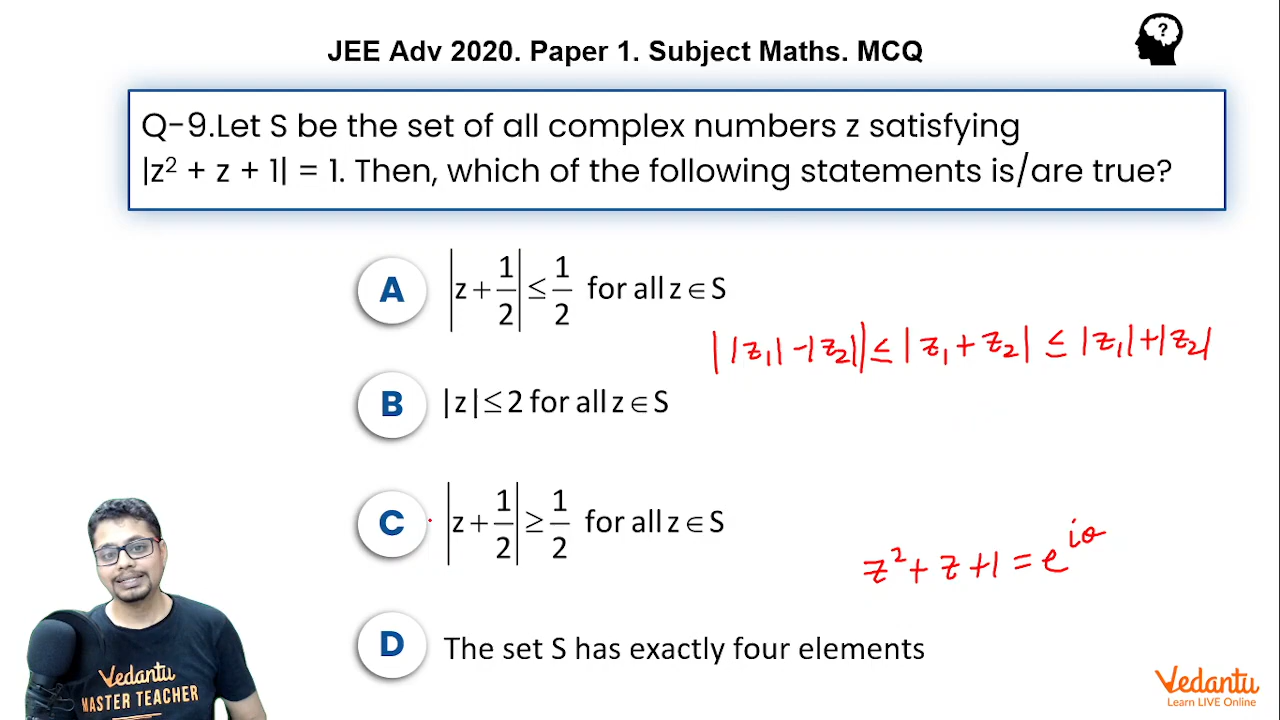 JEE Adv 2020. Paper 1. Subject Maths. MCQ
?
Q-9.Let S be the set of all complex numbers z satisfying
|z² + z + 1| = 1. Then, which of the following statements is/are true?
A |z + 1/2| ≤ 1/2 for all z ∈ S
||z₁| - |z₂|| ≤ |z₁ + z₂| ≤ |z₁| + |z₂|
B |z| ≤ 2 for all z ∈ S
C |z + 1/2| ≥ 1/2 for all z ∈ S
z² + z + 1 = e^{iθ}
D The set S has exactly four elements
Vedantu
MASTER TEACHER
Vedantu
Learn LIVE Online